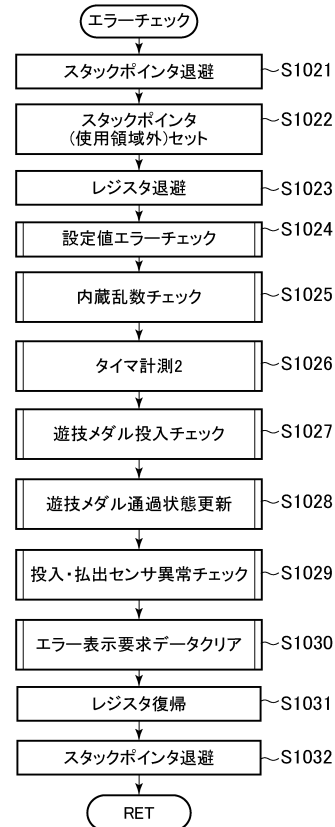 エラーチェック
スタックポインタ退避
S1021
スタックポインタ
(使用領域外)セット
S1022
レジスタ退避
S1023
設定値エラーチェック
S1024
内蔵乱数チェック
S1025
タイマ計測2
S1026
遊技メダル投入チェック
S1027
遊技メダル通過状態更新
S1028
投入・払出センサ異常チェック
S1029
エラー表示要求データクリア
S1030
レジスタ復帰
S1031
スタックポインタ退避
S1032
RET